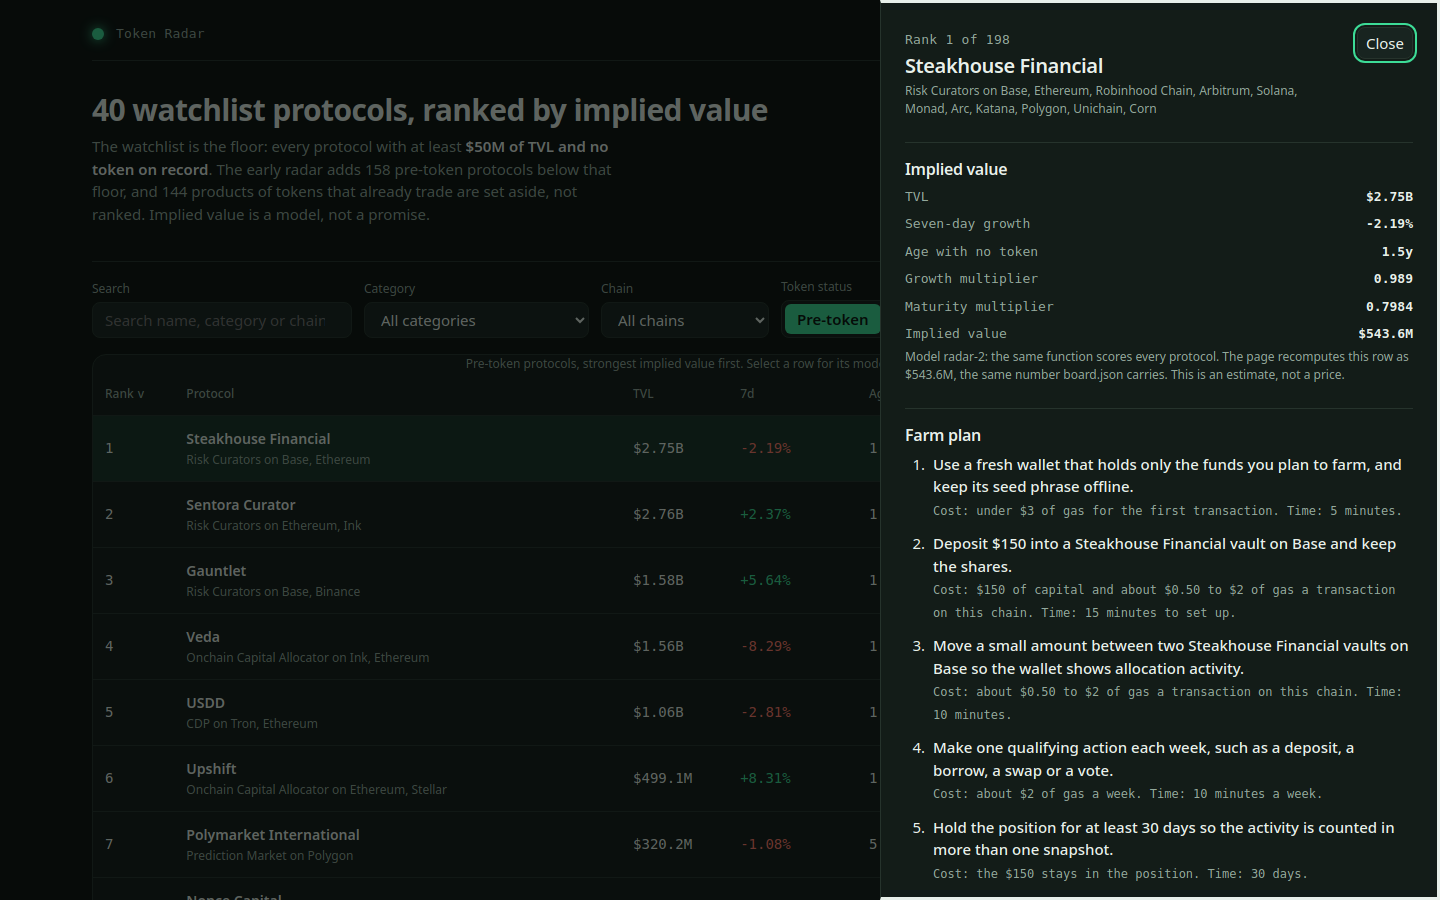 Token Radar
40 watchlist protocols, ranked by implied value
The watchlist is the floor: every protocol with at least $50M of TVL and no
token on record. The early radar adds 158 pre-token protocols below that
floor, and 144 products of tokens that already trade are set aside, not
ranked. Implied value is a model, not a promise.
Search
Category
Chain
Token status
Search name, category or chain
All categories
All chains
Pre-token
Pre-token protocols, strongest implied value first. Select a row for its mod
Rank v
Protocol
TVL
7d
1
Steakhouse Financial
Risk Curators on Base, Ethereum
$2.75B
-2.19%
1
2
Sentora Curator
Risk Curators on Ethereum, Ink
$2.76B
+2.37%
1
3
Gauntlet
Risk Curators on Base, Binance
$1.58B
+5.64%
1
4
Veda
Onchain Capital Allocator on Ink, Ethereum
$1.56B
-8.29%
1
5
USDD
CDP on Tron, Ethereum
$1.06B
-2.81%
1
6
Upshift
Onchain Capital Allocator on Ethereum, Stellar
$499.1M
+8.31%
1
7
Polymarket International
Prediction Market on Polygon
$320.2M
-1.08%
5
Rank 1 of 198
Close
Steakhouse Financial
Risk Curators on Base, Ethereum, Robinhood Chain, Arbitrum, Solana,
Monad, Arc, Katana, Polygon, Unichain, Corn
Implied value
TVL $2.75B
Seven-day growth -2.19%
Age with no token 1.5y
Growth multiplier 0.989
Maturity multiplier 0.7984
Implied value $543.6M
Model radar-2: the same function scores every protocol. The page recomputes this row as
$543.6M, the same number board.json carries. This is an estimate, not a price.
Farm plan
1. Use a fresh wallet that holds only the funds you plan to farm, and
keep its seed phrase offline.
Cost: under $3 of gas for the first transaction. Time: 5 minutes.
2. Deposit $150 into a Steakhouse Financial vault on Base and keep
the shares.
Cost: $150 of capital and about $0.50 to $2 of gas a transaction
on this chain. Time: 15 minutes to set up.
3. Move a small amount between two Steakhouse Financial vaults on
Base so the wallet shows allocation activity.
Cost: about $0.50 to $2 of gas a transaction on this chain. Time:
10 minutes.
4. Make one qualifying action each week, such as a deposit, a
borrow, a swap or a vote.
Cost: about $2 of gas a week. Time: 10 minutes a week.
5. Hold the position for at least 30 days so the activity is counted in
more than one snapshot.
Cost: the $150 stays in the position. Time: 30 days.